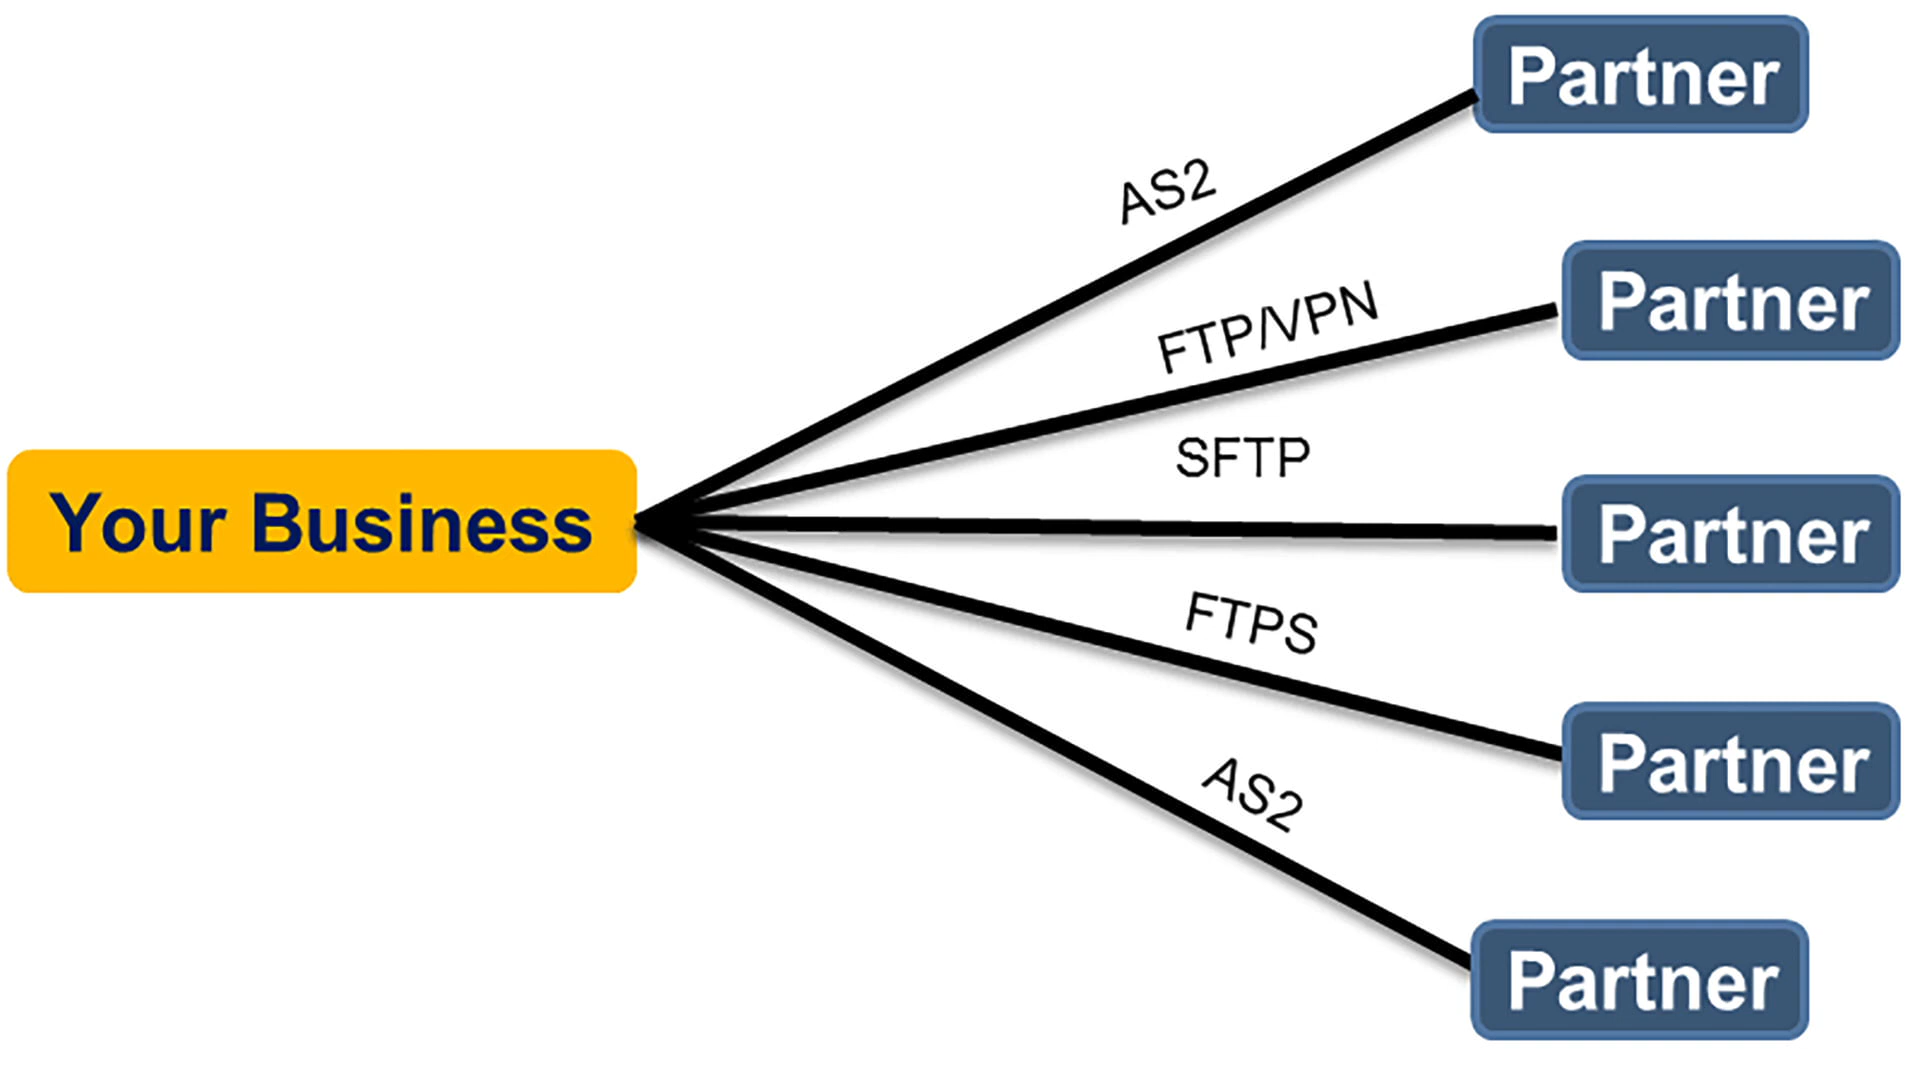 Partner
AS2
Partner
FTP/VPN
SFTP
Your Business
Partner
FTPS
Partner
AS2
Partner